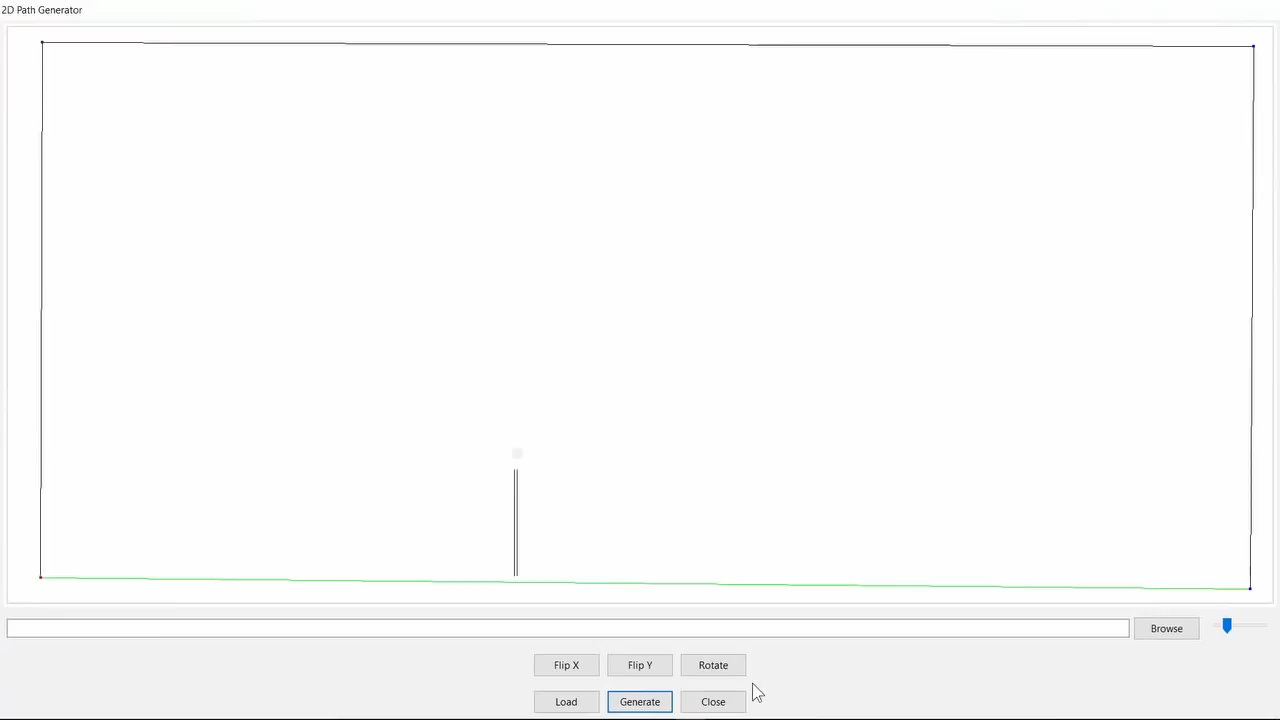 2D Path Generator
Browse
Flip X
Flip Y
Rotate
Load
Generate
Close